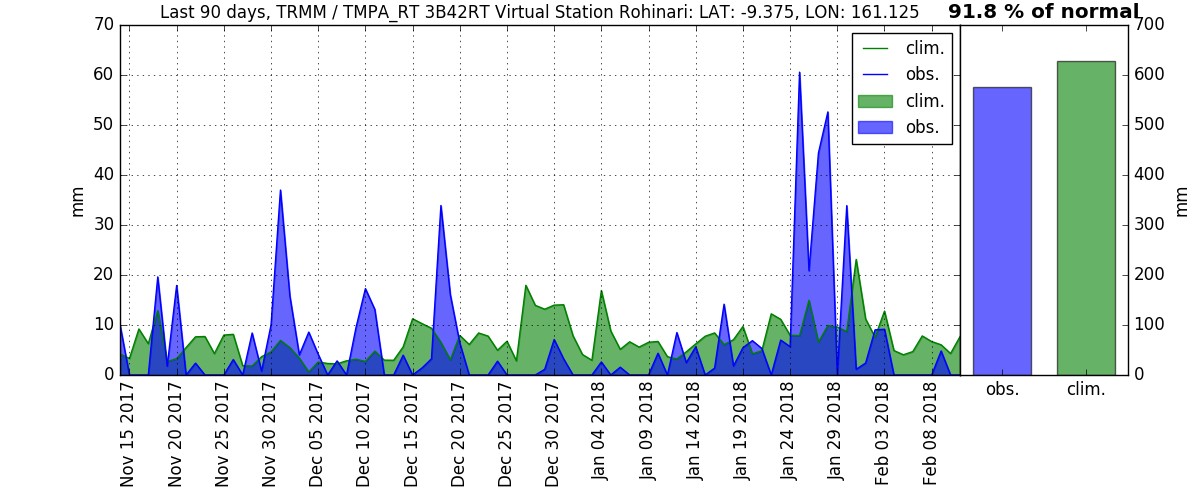 Last 90 days, TRMM / TMPA_RT 3B42RT Virtual Station Rohinari: LAT: -9.375, LON: 161.125
91.8 % of normal
70
60
50
40
30
20
10
0
mm
clim.
obs.
clim.
obs.
700
600
500
400
300
200
100
0
mm
obs.
clim.
Nov 15 2017
Nov 20 2017
Nov 25 2017
Nov 30 2017
Dec 05 2017
Dec 10 2017
Dec 15 2017
Dec 20 2017
Dec 25 2017
Dec 30 2017
Jan 04 2018
Jan 09 2018
Jan 14 2018
Jan 19 2018
Jan 24 2018
Jan 29 2018
Feb 03 2018
Feb 08 2018